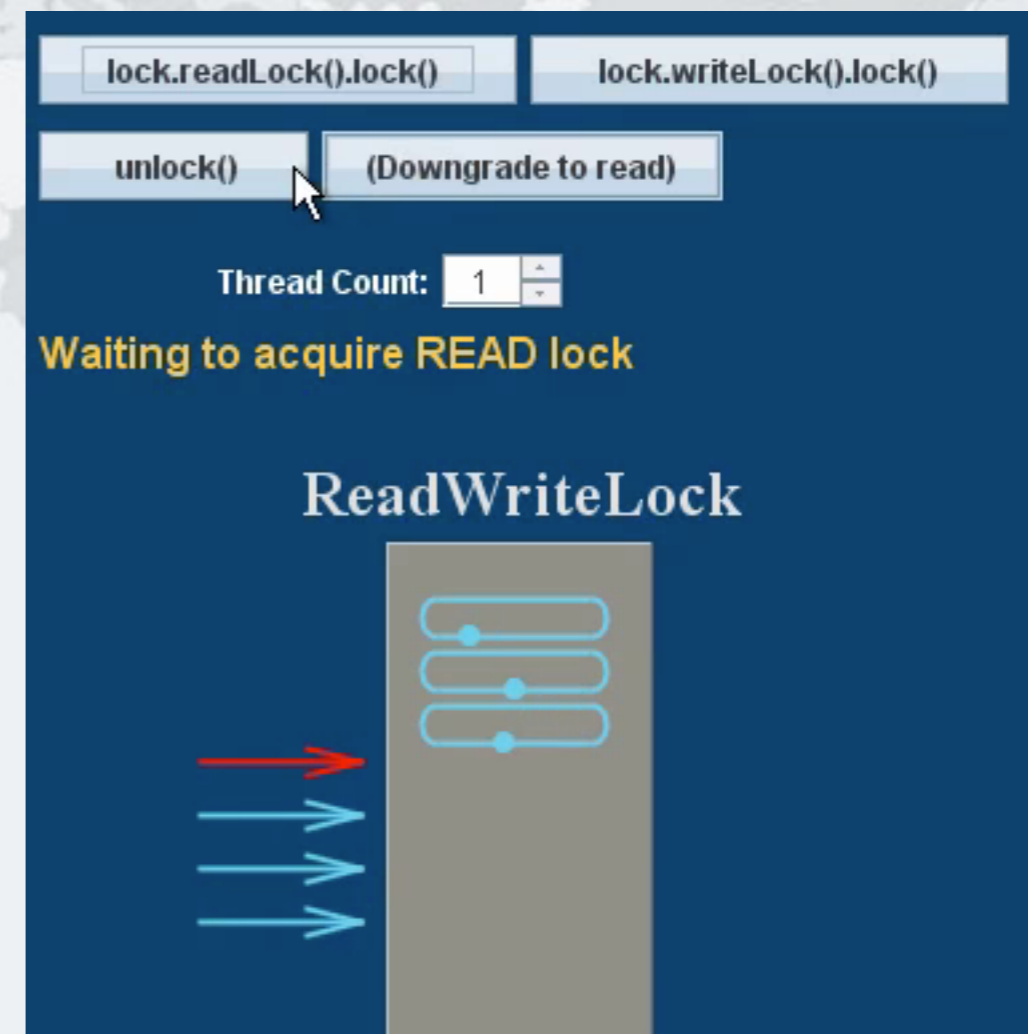 lock.readLock().lock() lock.writeLock().lock()
unlock() (Downgrade to read)
Thread Count: 1
Waiting to acquire READ lock
ReadWriteLock